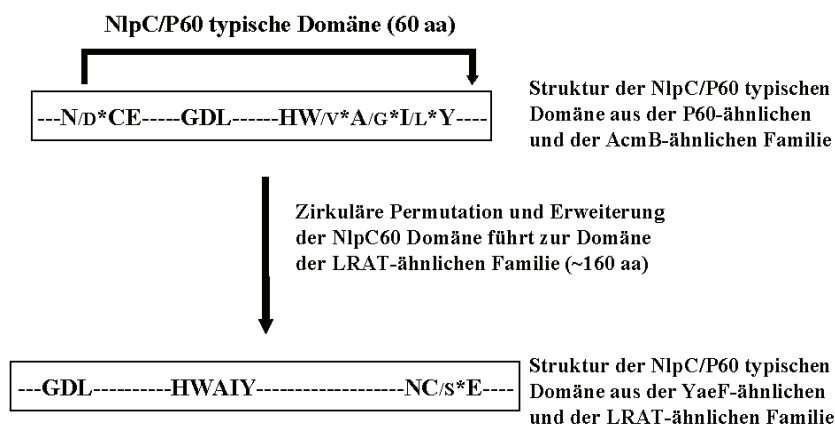 NlpC/P60 typische Domäne (60 aa)
---N/D*CE-----GDL------HW/V*A/G*I/L*Y----
Struktur der NlpC/P60 typischen
Domäne aus der P60-ähnlichen
und der AcmB-ähnlichen Familie
Zirkuläre Permutation und Erweiterung
der NlpC60 Domäne führt zur Domäne
der LRAT-ähnlichen Familie (~160 aa)
---GDL----------HWAIY-------------------NC/S*E----
Struktur der NlpC/P60 typischen
Domäne aus der YaeF-ähnlichen
und der LRAT-ähnlichen Familie